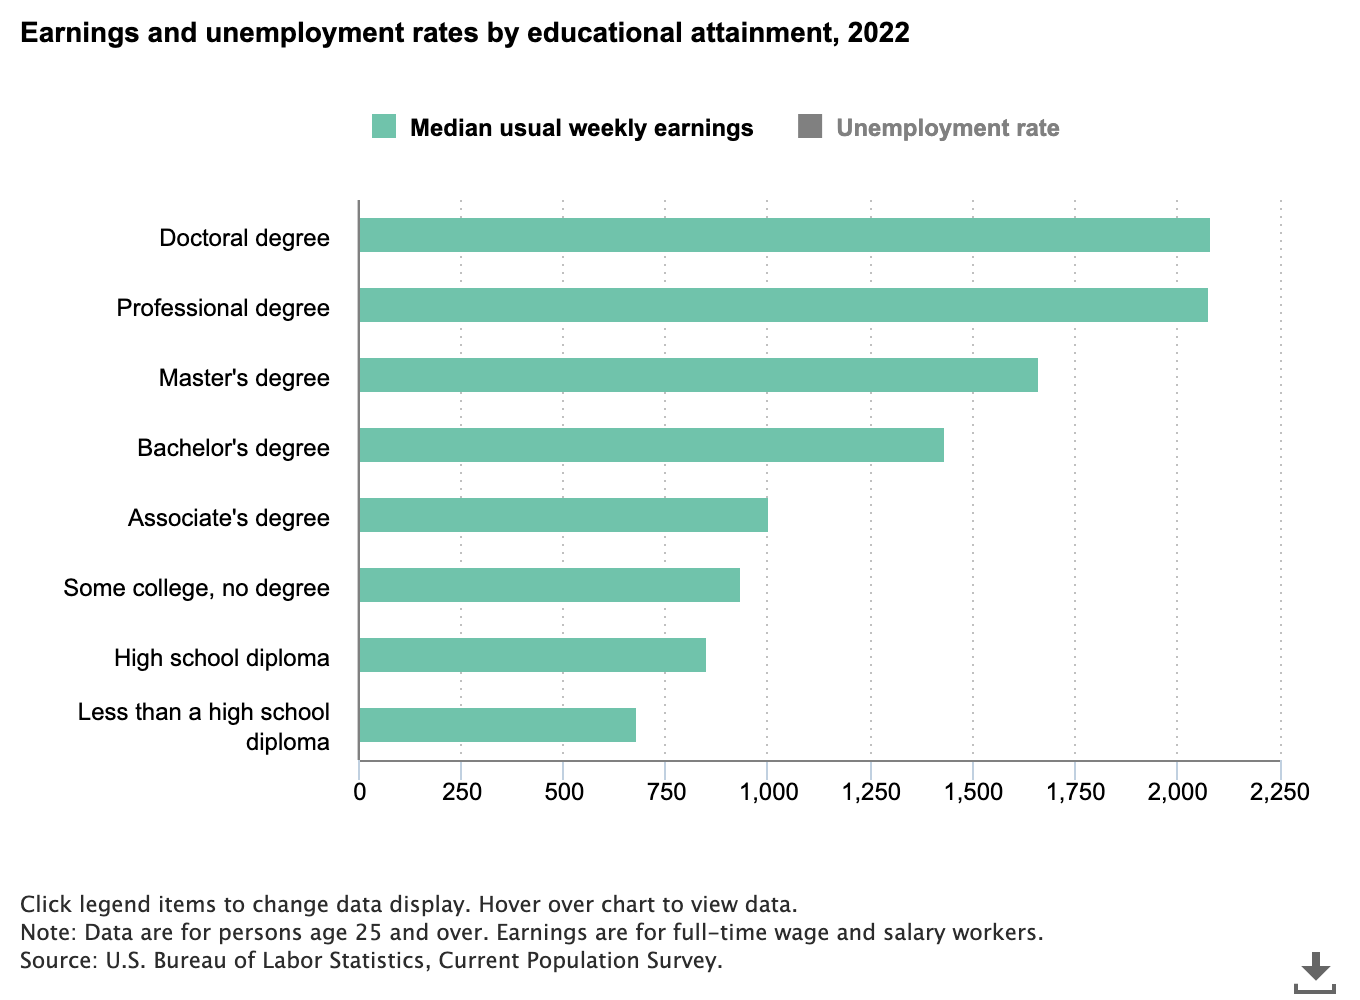 Earnings and unemployment rates by educational attainment, 2022
Median usual weekly earnings
Unemployment rate
Doctoral degree
Professional degree
Master's degree
Bachelor's degree
Associate's degree
Some college, no degree
High school diploma
Less than a high school
diploma
0 250 500 750 1,000 1,250 1,500 1,750 2,000 2,250
Click legend items to change data display. Hover over chart to view data.
Note: Data are for persons age 25 and over. Earnings are for full-time wage and salary workers.
Source: U.S. Bureau of Labor Statistics, Current Population Survey.